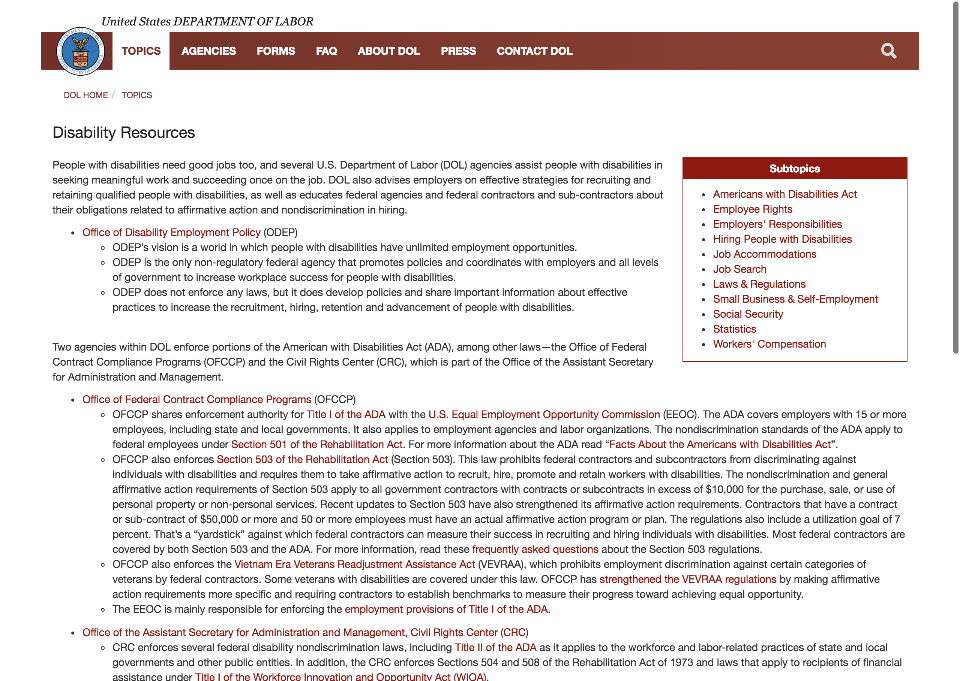 United States DEPARTMENT OF LABOR
TOPICS AGENCIES FORMS FAQ ABOUT DOL PRESS CONTACT DOL
DOL HOME / TOPICS
Disability Resources
People with disabilities need good jobs too, and several U.S. Department of Labor (DOL) agencies assist people with disabilities in
seeking meaningful work and succeeding once on the job. DOL also advises employers on effective strategies for recruiting and
retaining qualified people with disabilities, as well as educates federal agencies and federal contractors and sub-contractors about
their obligations related to affirmative action and nondiscrimination in hiring.
• Office of Disability Employment Policy (ODEP)
◦ ODEP's vision is a world in which people with disabilities have unlimited employment opportunities.
◦ ODEP is the only non-regulatory federal agency that promotes policies and coordinates with employers and all levels
of government to increase workplace success for people with disabilities.
◦ ODEP does not enforce any laws, but it does develop policies and share important information about effective
practices to increase the recruitment, hiring, retention and advancement of people with disabilities.
Two agencies within DOL enforce portions of the American with Disabilities Act (ADA), among other laws—the Office of Federal
Contract Compliance Programs (OFCCP) and the Civil Rights Center (CRC), which is part of the Office of the Assistant Secretary
for Administration and Management.
Subtopics
• Americans with Disabilities Act
• Employee Rights
• Employers' Responsibilities
• Hiring People with Disabilities
• Job Accommodations
• Job Search
• Laws & Regulations
• Small Business & Self-Employment
• Social Security
• Statistics
• Workers' Compensation
• Office of Federal Contract Compliance Programs (OFCCP)
◦ OFCCP shares enforcement authority for Title I of the ADA with the U.S. Equal Employment Opportunity Commission (EEOC). The ADA covers employers with 15 or more
employees, including state and local governments. It also applies to employment agencies and labor organizations. The nondiscrimination standards of the ADA apply to
federal employees under Section 501 of the Rehabilitation Act. For more information about the ADA read “Facts About the Americans with Disabilities Act”.
◦ OFCCP also enforces Section 503 of the Rehabilitation Act (Section 503). This law prohibits federal contractors and subcontractors from discriminating against
individuals with disabilities and requires them to take affirmative action to recruit, hire, promote and retain workers with disabilities. The nondiscrimination and general
affirmative action requirements of Section 503 apply to all government contractors with contracts or subcontracts in excess of $10,000 for the purchase, sale, or use of
personal property or non-personal services. Recent updates to Section 503 have also strengthened its affirmative action requirements. Contractors that have a contract
or sub-contract of $50,000 or more and 50 or more employees must have an actual affirmative action program or plan. The regulations also include a utilization goal of 7
percent. That's a “yardstick” against which federal contractors can measure their success in recruiting and hiring individuals with disabilities. Most federal contractors are
covered by both Section 503 and the ADA. For more information, read these frequently asked questions about the Section 503 regulations.
◦ OFCCP also enforces the Vietnam Era Veterans Readjustment Assistance Act (VEVRAA), which prohibits employment discrimination against certain categories of
veterans by federal contractors. Some veterans with disabilities are covered under this law. OFCCP has strengthened the VEVRAA regulations by making affirmative
action requirements more specific and requiring contractors to establish benchmarks to measure their progress toward achieving equal opportunity.
◦ The EEOC is mainly responsible for enforcing the employment provisions of Title I of the ADA.
• Office of the Assistant Secretary for Administration and Management, Civil Rights Center (CRC)
◦ CRC enforces several federal disability nondiscrimination laws, including Title II of the ADA as it applies to the workforce and labor-related practices of state and local
governments and other public entities. In addition, the CRC enforces Sections 504 and 508 of the Rehabilitation Act of 1973 and laws that apply to recipients of financial
assistance under Title I of the Workforce Innovation and Opportunity Act (WIOA).